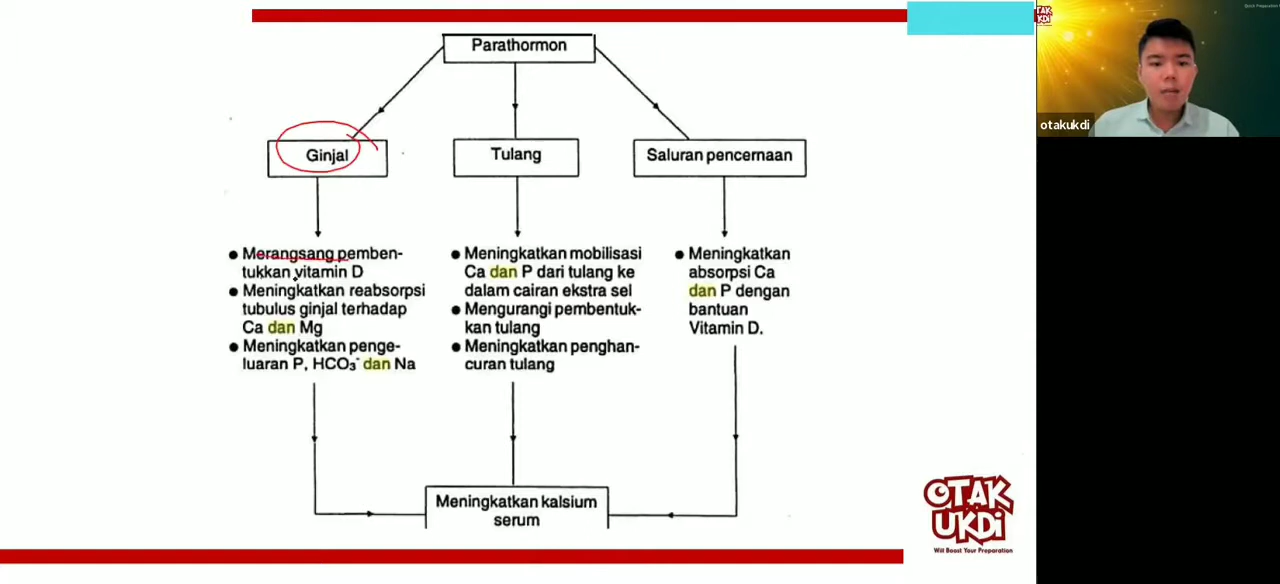 Parathormon
Ginjal
Tulang
Saluran pencernaan
● Merangsang pemben-
tukkan vitamin D
● Meningkatkan reabsorpsi
tubulus ginjal terhadap
Ca dan Mg
● Meningkatkan penge-
luaran P, HCO₃⁻ dan Na
● Meningkatkan mobilisasi
Ca dan P dari tulang ke
dalam cairan ekstra sel
● Mengurangi pembentuk-
kan tulang
● Meningkatkan penghan-
curan tulang
● Meningkatkan
absorpsi Ca
dan P dengan
bantuan
Vitamin D.
Meningkatkan kalsium
serum
OTAK
UKDI
Will Boost Your Preparation
TAK
KDI
otakukdi